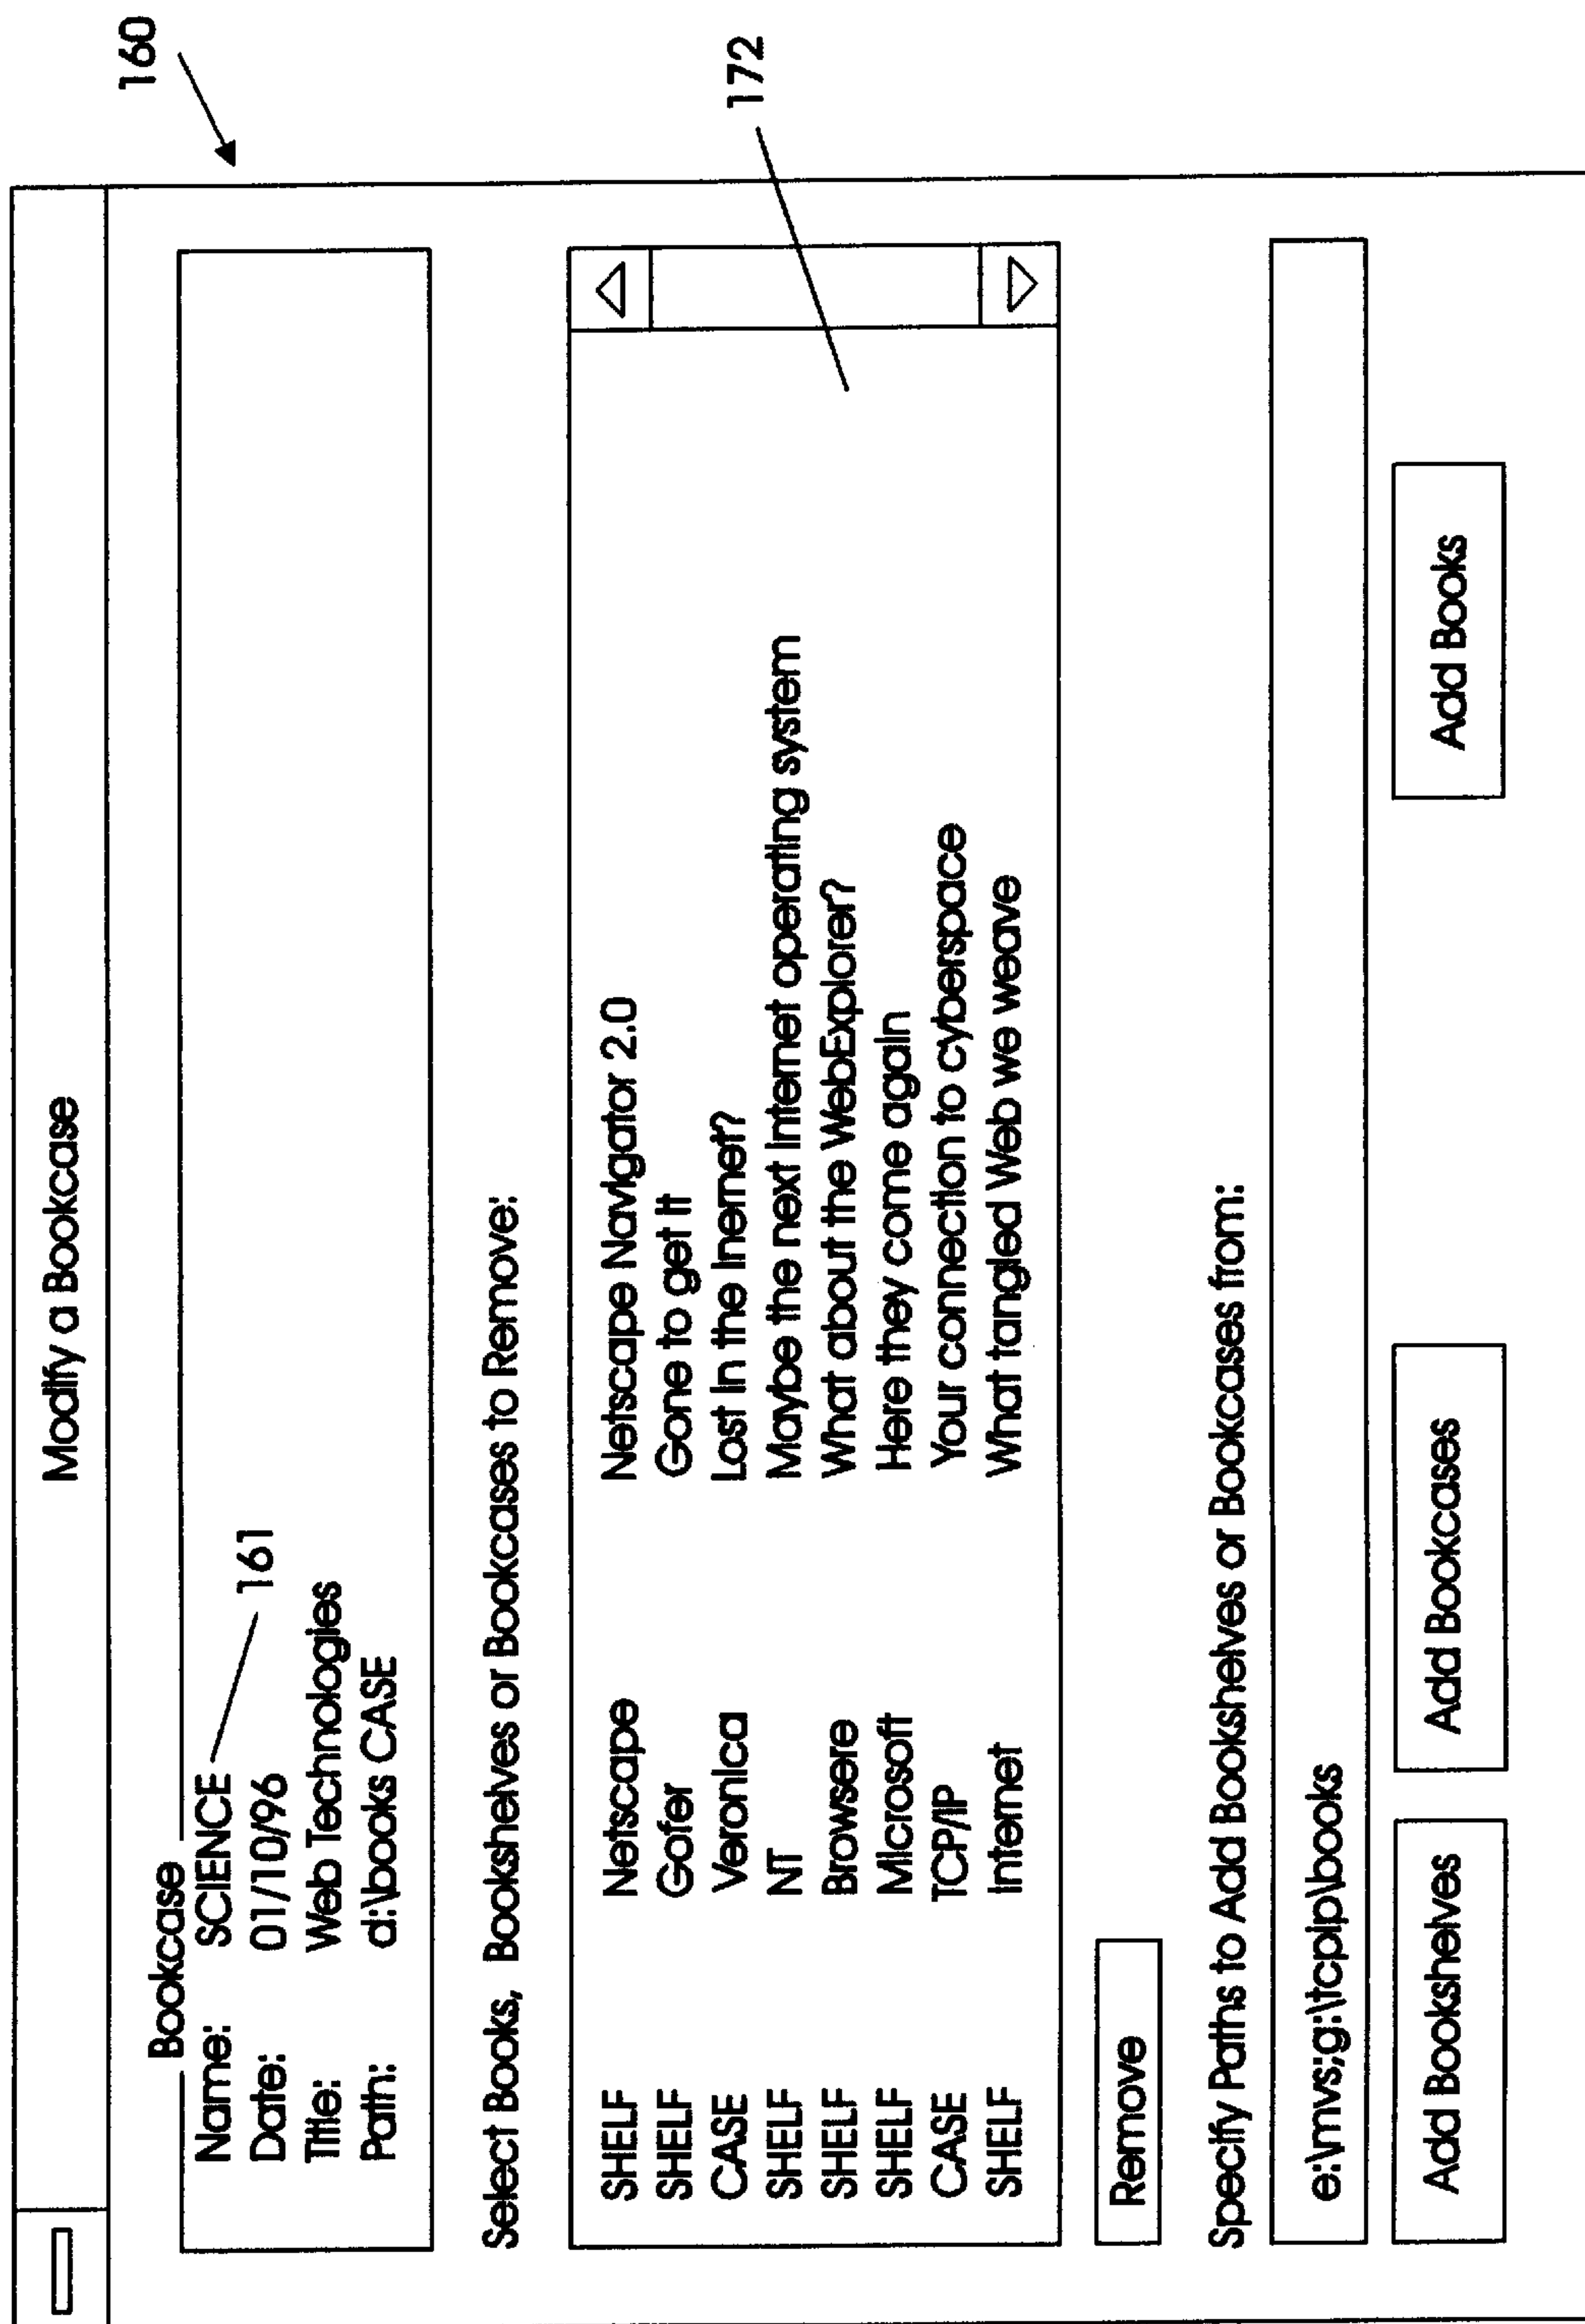 160
Modify a Bookcase
Bookcase
Name: SCIENCE 161
Date: 01/10/96
Title: Web Technologies
Path: d:\books CASE
Select Books, Bookshelves or Bookcases to Remove:
172
SHELF Netscape Netscape Navigator 2.0
SHELF Gofer Gone to get it
CASE Veronica Lost in the Inernet?
SHELF NT Maybe the next Internet operating system
SHELF Browsere What about the WebExplorer?
SHELF Microsoft Here they come again
CASE TCP/IP Your connection to cyberspace
SHELF Internet What tangled Web we weave
Remove
Specify Paths to Add Bookshelves or Bookcases from:
e:\mvs;g:\tcpip\books
Add Bookshelves Add Bookcases Add Books